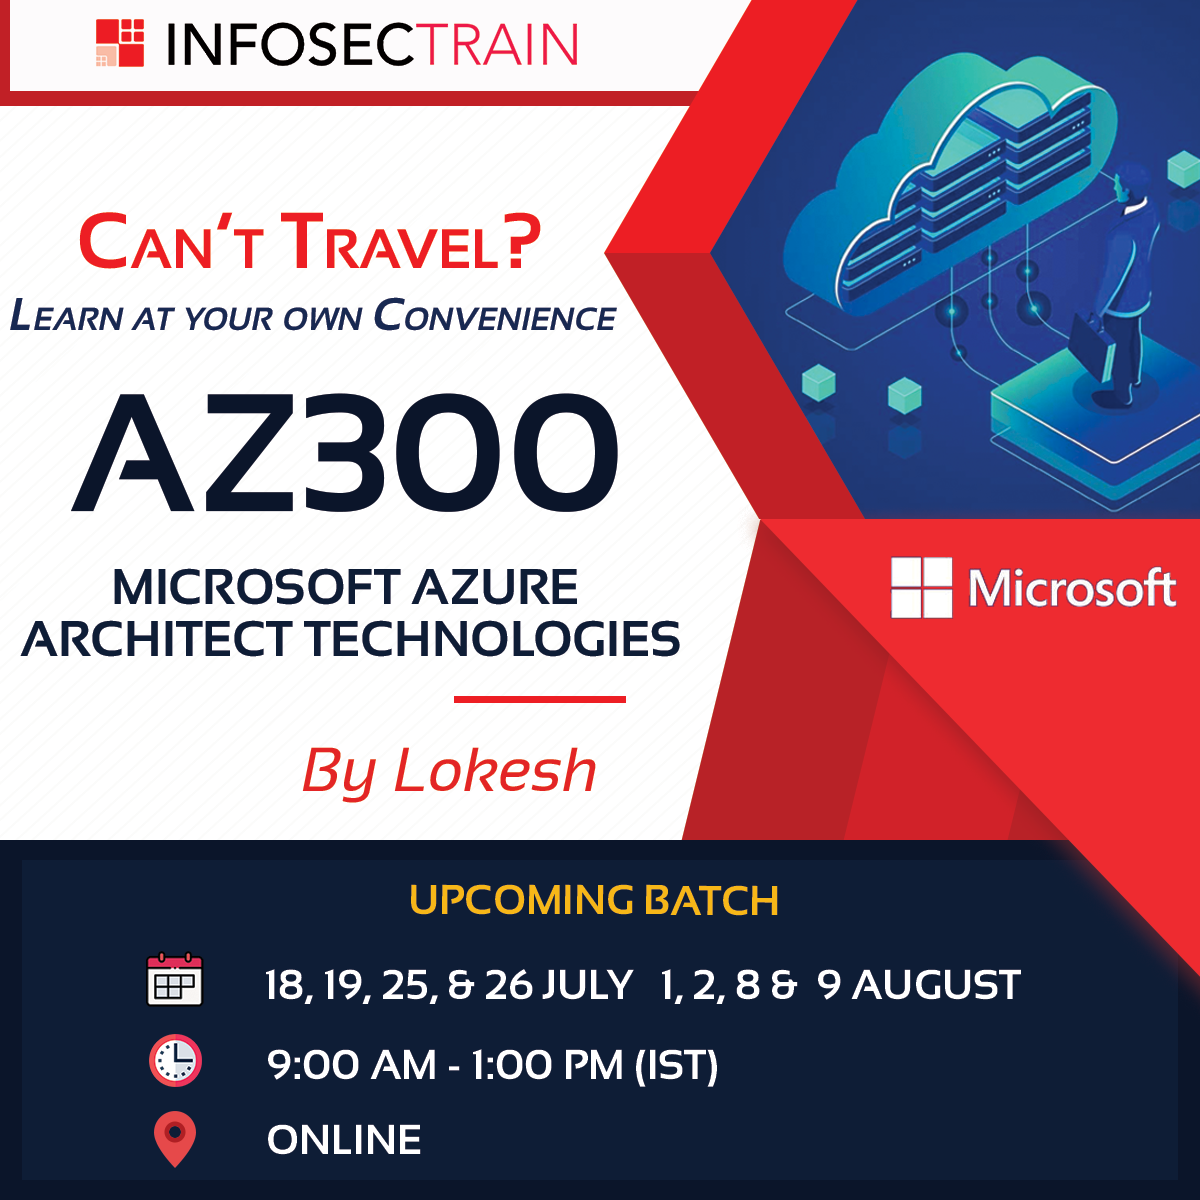 INFOSECTRAIN
CAN‘T TRAVEL?
LEARN AT YOUR OWN CONVENIENCE
AZ300
MICROSOFT AZURE
ARCHITECT TECHNOLOGIES
By Lokesh
Microsoft
UPCOMING BATCH
18, 19, 25, & 26 JULY 1, 2, 8 & 9 AUGUST
9:00 AM - 1:00 PM (IST)
ONLINE